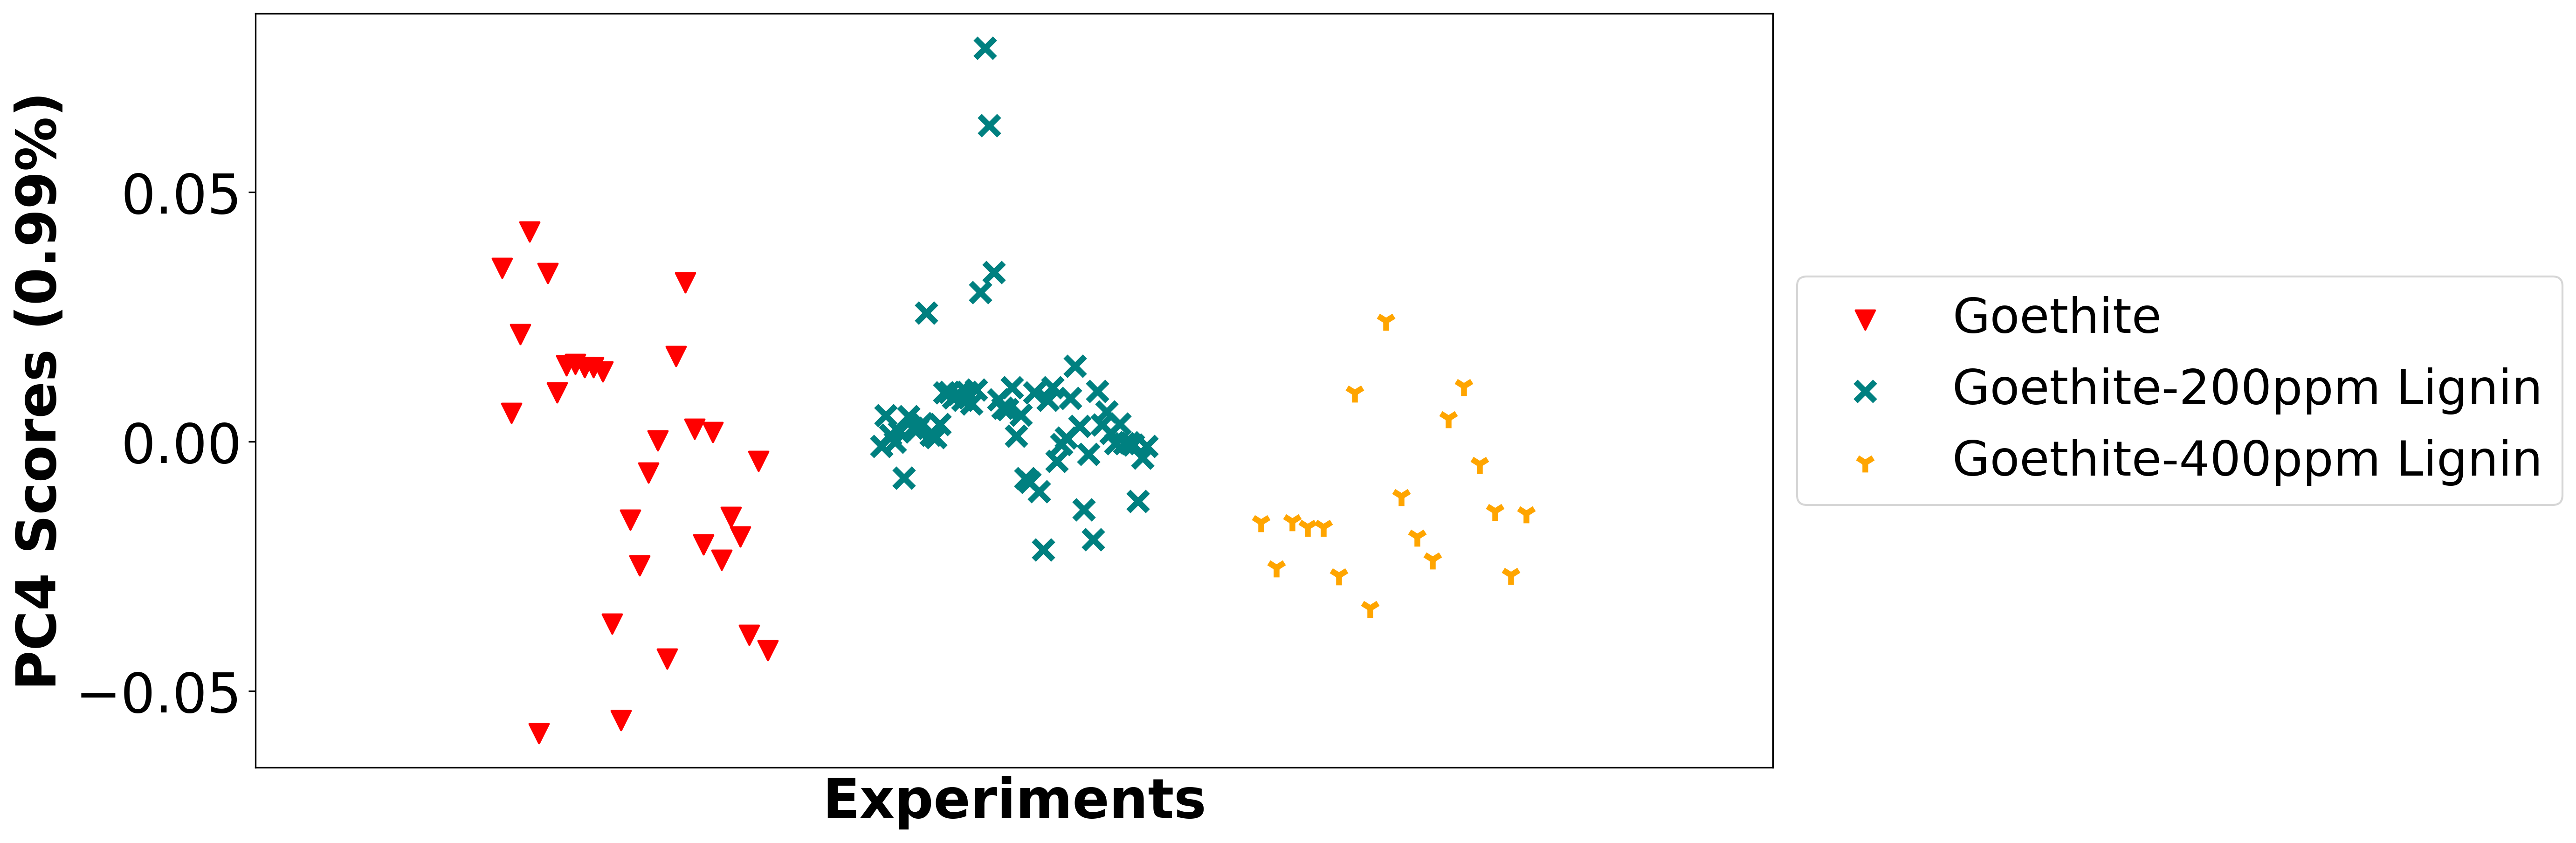 PC4 Scores (0.99%)
0.05
0.00
−0.05
Experiments
Goethite
Goethite-200ppm Lignin
Goethite-400ppm Lignin